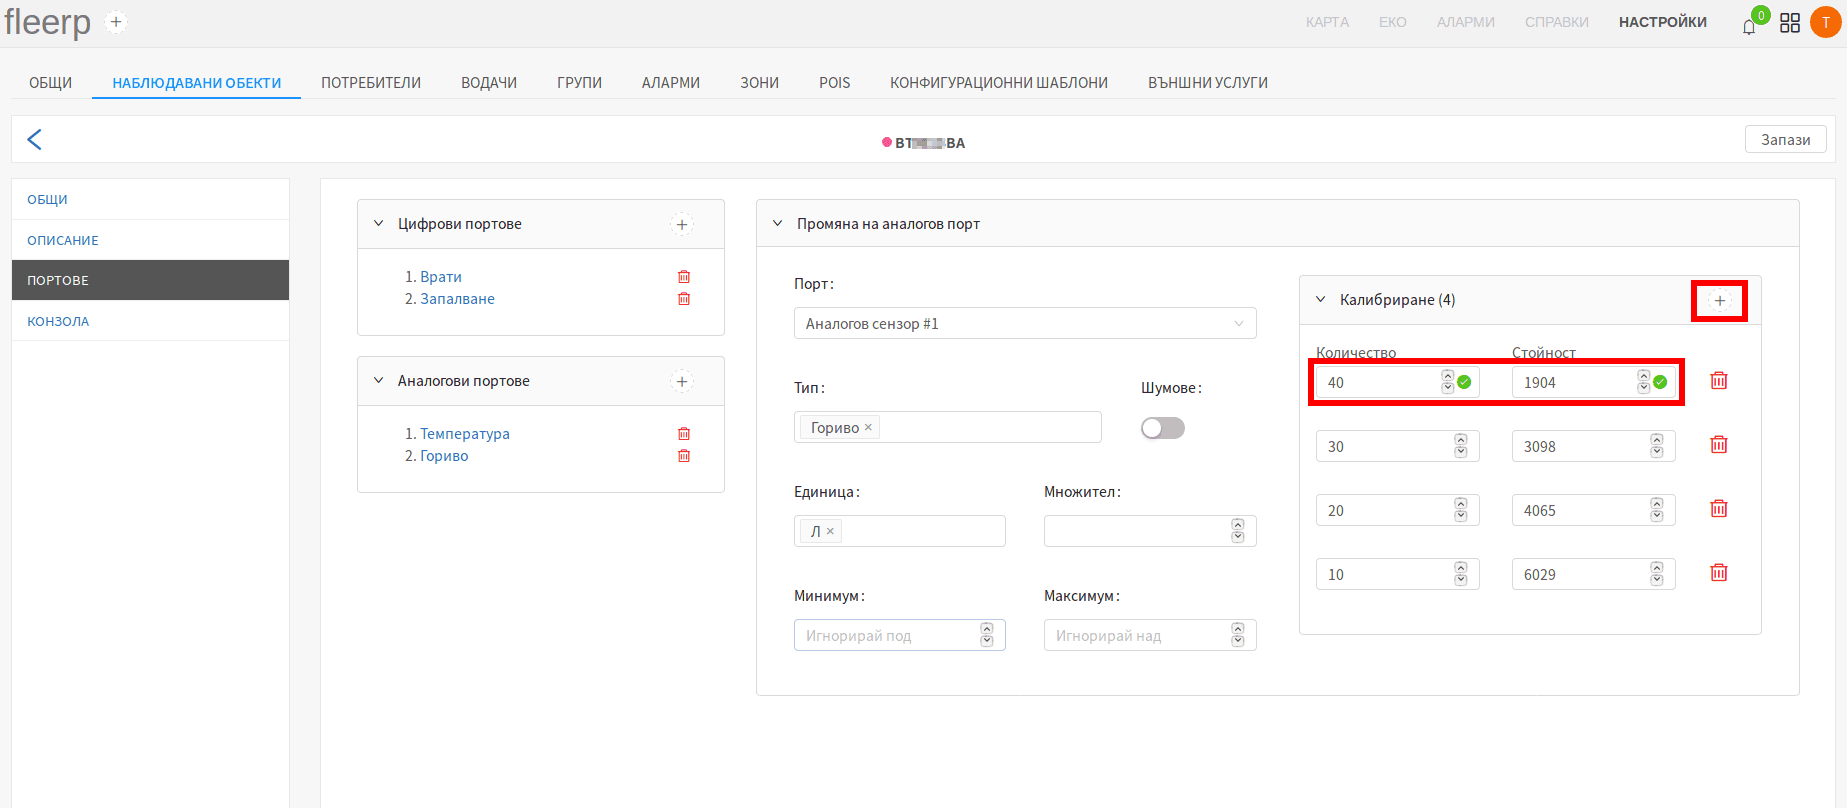 fleerp
КАРТА ЕКО АЛАРМИ СПРАВКИ НАСТРОЙКИ 0 T
ОБЩИ НАБЛЮДАВАНИ ОБЕКТИ ПОТРЕБИТЕЛИ ВОДАЧИ ГРУПИ АЛАРМИ ЗОНИ POIS КОНФИГУРАЦИОННИ ШАБЛОНИ ВЪНШНИ УСЛУГИ
Запази
ОБЩИ
ОПИСАНИЕ
ПОРТОВЕ
КОНЗОЛА
Цифрови портове
1. Врати
2. Запалване
Аналогови портове
1. Температура
2. Гориво
Промяна на аналогов порт
Порт:
Аналогов сензор #1
Тип: Шумове:
Гориво ×
Единица: Множител:
Л ×
Минимум: Максимум:
Игнорирай под Игнорирай над
Калибриране (4)
Количество Стойност
40 1904
30 3098
20 4065
10 6029